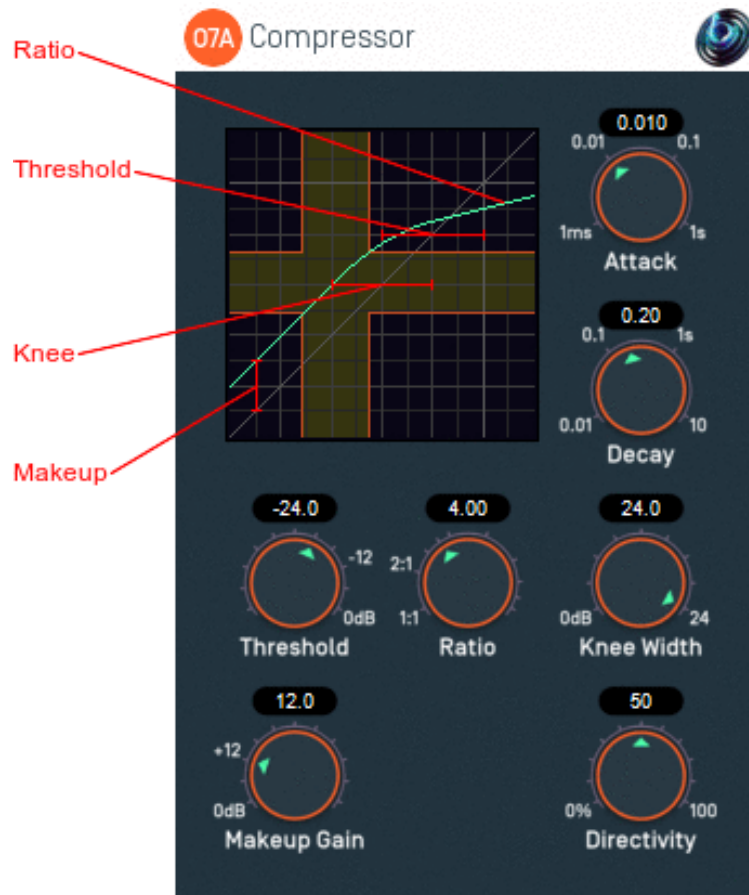 O7A Compressor
Ratio
Threshold
Knee
Makeup
0.010
0.01 0.1
1ms 1s
Attack
0.20
0.1 1s
0.01 10
Decay
-24.0 4.00 24.0
-12 2:1
0dB 1:1 0dB 24
Threshold Ratio Knee Width
12.0 50
+12
0dB 0% 100
Makeup Gain Directivity